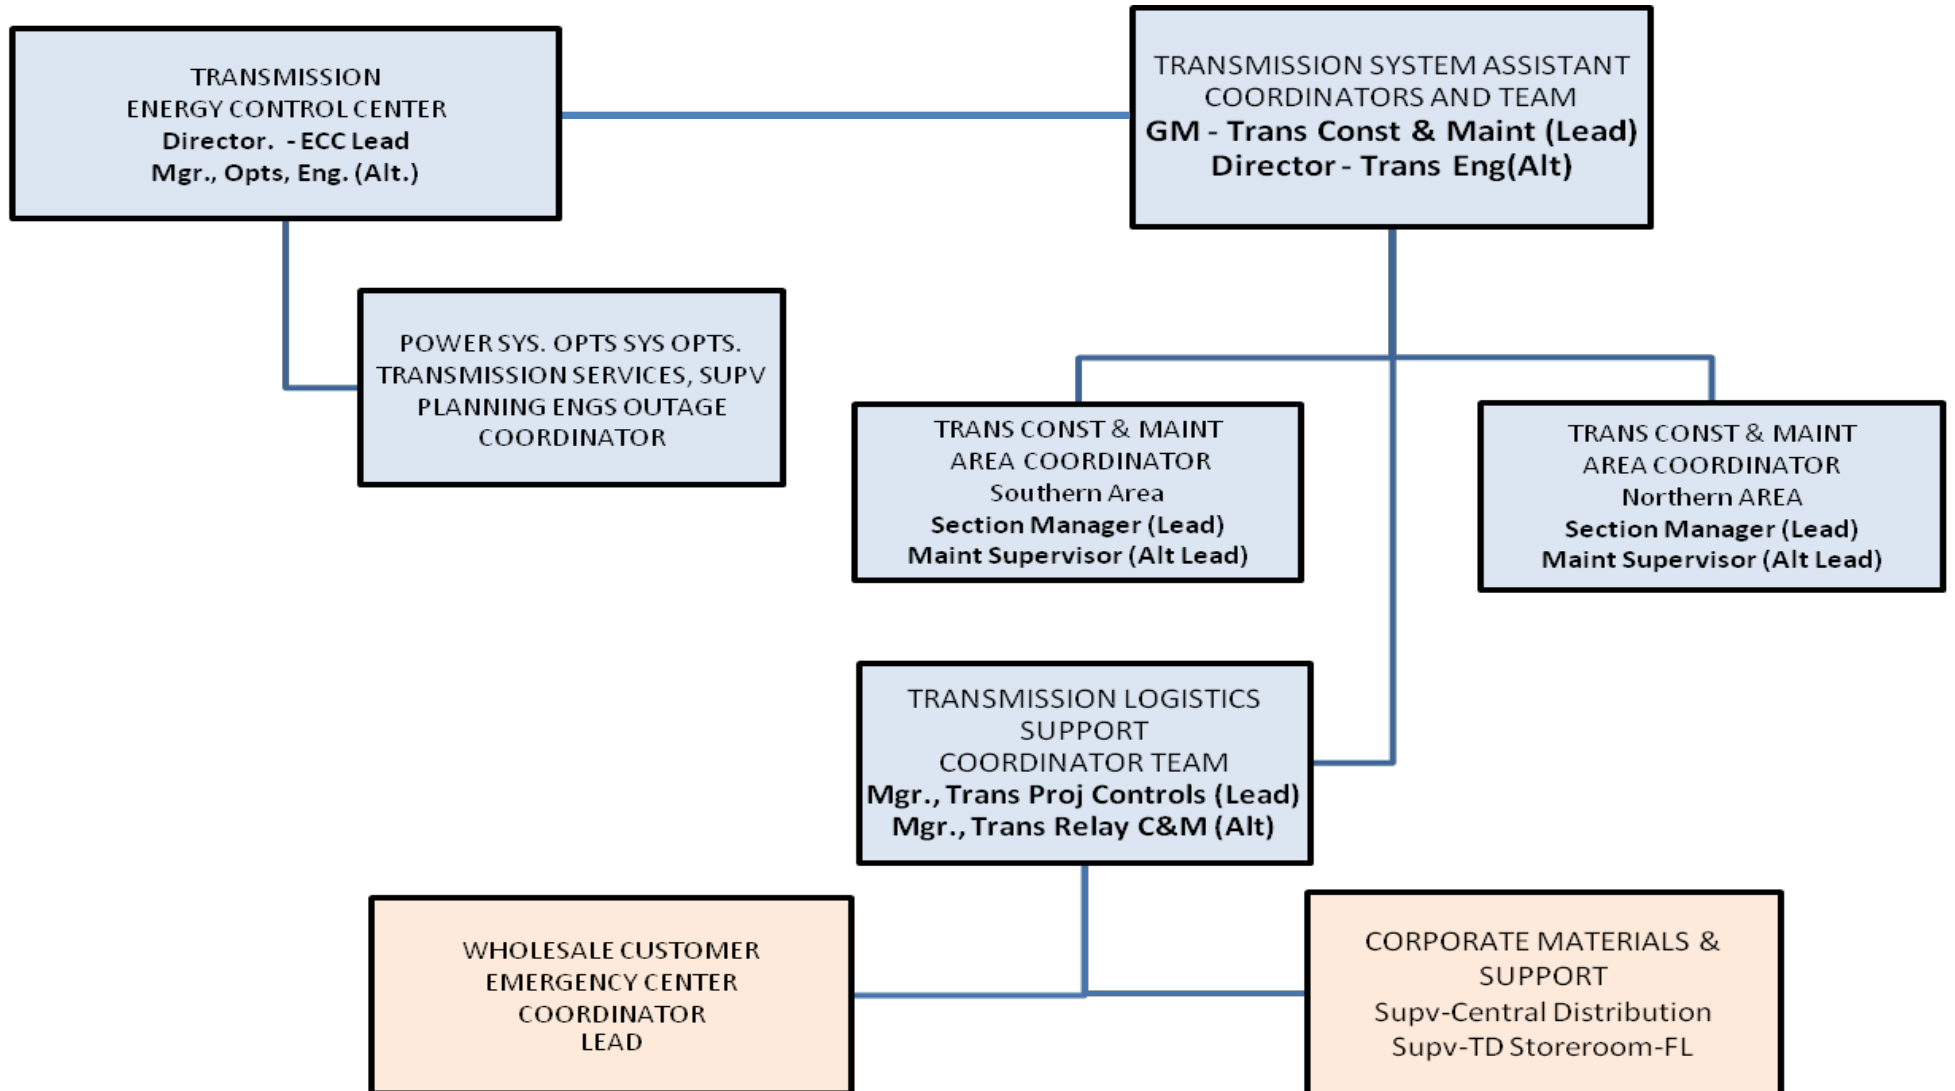 TRANSMISSION
ENERGY CONTROL CENTER
Director. - ECC Lead
Mgr., Opts, Eng. (Alt.)
TRANSMISSION SYSTEM ASSISTANT
COORDINATORS AND TEAM
GM - Trans Const & Maint (Lead)
Director - Trans Eng(Alt)
POWER SYS. OPTS SYS OPTS.
TRANSMISSION SERVICES, SUPV
PLANNING ENGS OUTAGE
COORDINATOR
TRANS CONST & MAINT
AREA COORDINATOR
Southern Area
Section Manager (Lead)
Maint Supervisor (Alt Lead)
TRANS CONST & MAINT
AREA COORDINATOR
Northern AREA
Section Manager (Lead)
Maint Supervisor (Alt Lead)
TRANSMISSION LOGISTICS
SUPPORT
COORDINATOR TEAM
Mgr., Trans Proj Controls (Lead)
Mgr., Trans Relay C&M (Alt)
WHOLESALE CUSTOMER
EMERGENCY CENTER
COORDINATOR
LEAD
CORPORATE MATERIALS &
SUPPORT
Supv-Central Distribution
Supv-TD Storeroom-FL